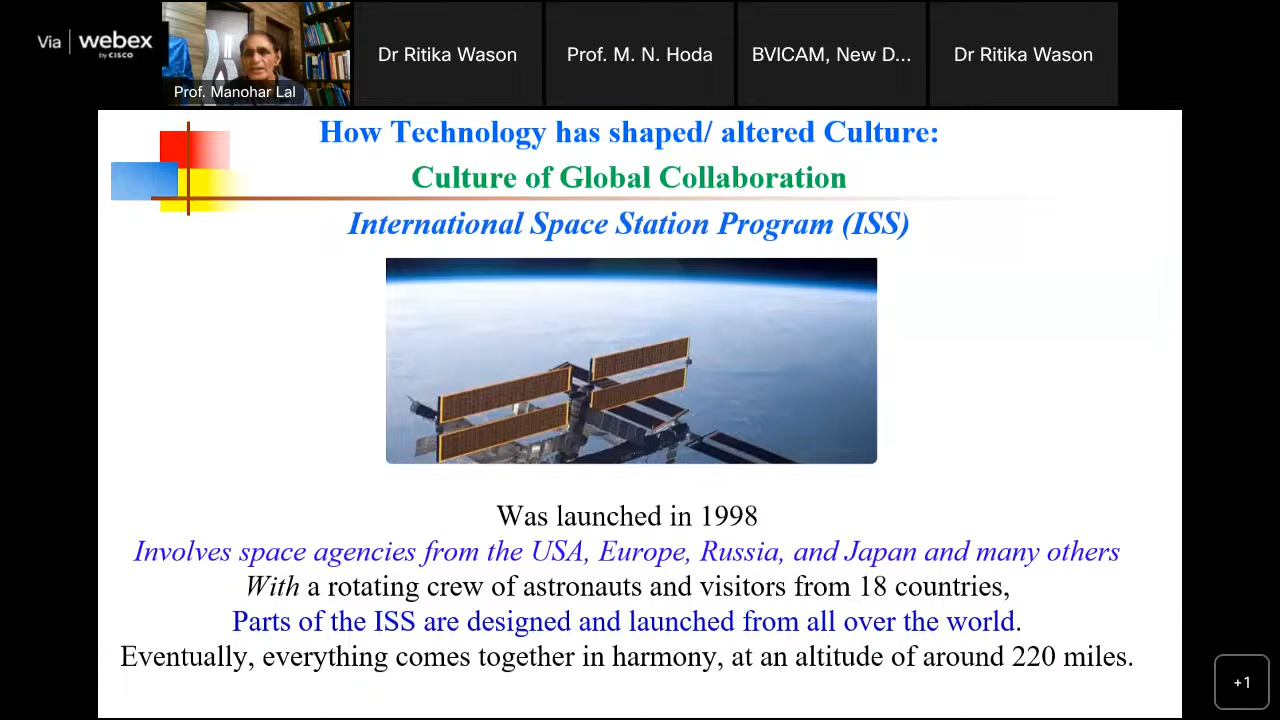 Via | webex
by CISCO
Prof. Manohar Lal
Dr Ritika Wason
Prof. M. N. Hoda
BVICAM, New D...
Dr Ritika Wason
How Technology has shaped/ altered Culture:
Culture of Global Collaboration
International Space Station Program (ISS)
Was launched in 1998
Involves space agencies from the USA, Europe, Russia, and Japan and many others
With a rotating crew of astronauts and visitors from 18 countries,
Parts of the ISS are designed and launched from all over the world.
Eventually, everything comes together in harmony, at an altitude of around 220 miles.
+1